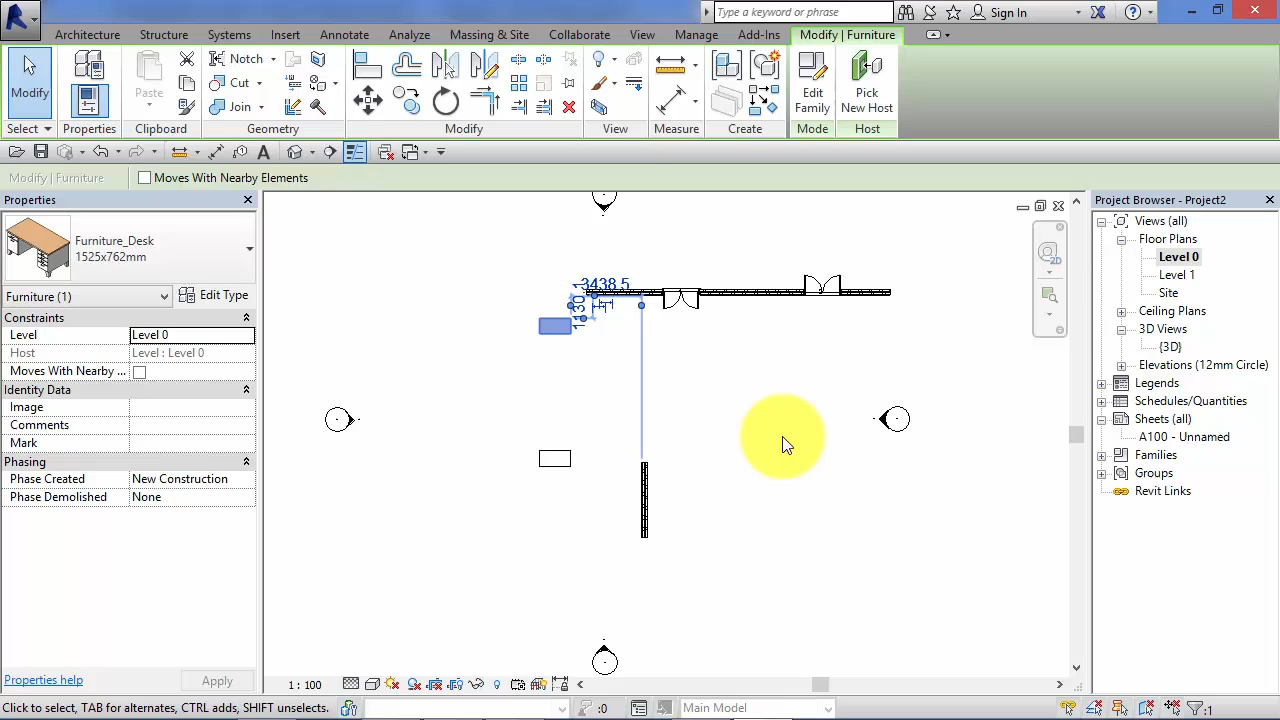 Type a keyword or phrase
Sign In
Architecture Structure Systems Insert Annotate Analyze Massing & Site Collaborate View Manage Add-Ins Modify | Furniture
Modify
Paste
Notch
Cut
Join
Edit
Family
Pick
New Host
Select Properties Clipboard Geometry Modify View Measure Create Mode Host
Modify | Furniture
Moves With Nearby Elements
Properties
Furniture_Desk
1525x762mm
Furniture (1)
Edit Type
Constraints
Level Level 0
Host Level : Level 0
Moves With Nearby ...
Identity Data
Image
Comments
Mark
Phasing
Phase Created New Construction
Phase Demolished None
Properties help
Apply
3438.5
2D
Project Browser - Project2
Views (all)
Floor Plans
Level 0
Level 1
Site
Ceiling Plans
3D Views
{3D}
Elevations (12mm Circle)
Legends
Schedules/Quantities
Sheets (all)
A100 - Unnamed
Families
Groups
Revit Links
1 : 100
Click to select, TAB for alternates, CTRL adds, SHIFT unselects.
:0
Main Model
:1